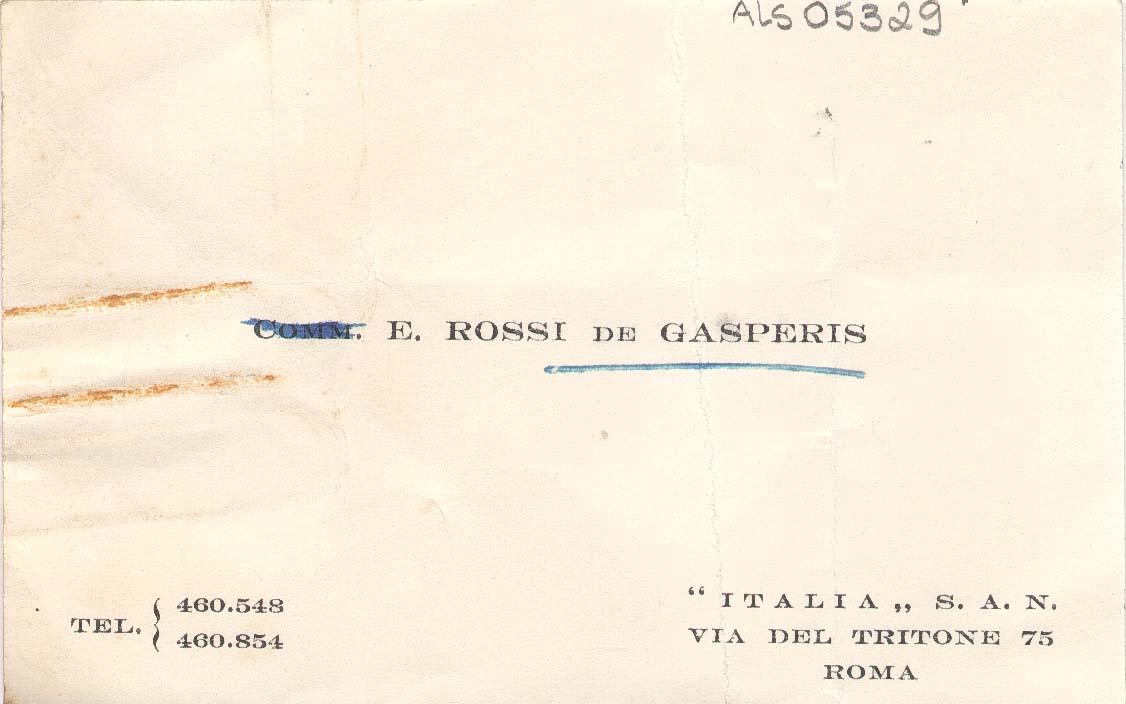 ALS 05329
COMM. E. ROSSI DE GASPERIS
TEL. { 460.548
460.854
“ ITALIA „ S. A. N.
VIA DEL TRITONE 75
ROMA